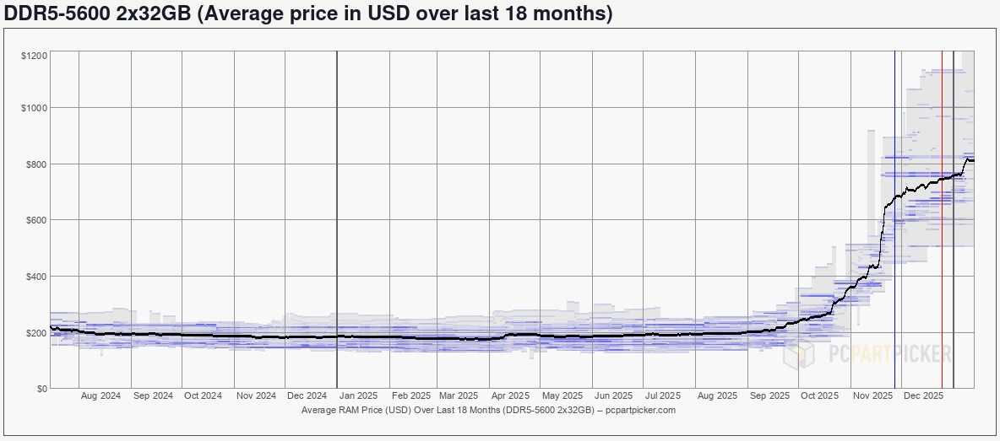 DDR5-5600 2x32GB (Average price in USD over last 18 months)
$1200
$1000
$800
$600
$400
$200
$0
PCPARTPICKER
Aug 2024 Sep 2024 Oct 2024 Nov 2024 Dec 2024 Jan 2025 Feb 2025 Mar 2025 Apr 2025 May 2025 Jun 2025 Jul 2025 Aug 2025 Sep 2025 Oct 2025 Nov 2025 Dec 2025
Average RAM Price (USD) Over Last 18 Months (DDR5-5600 2x32GB) – pcpartpicker.com